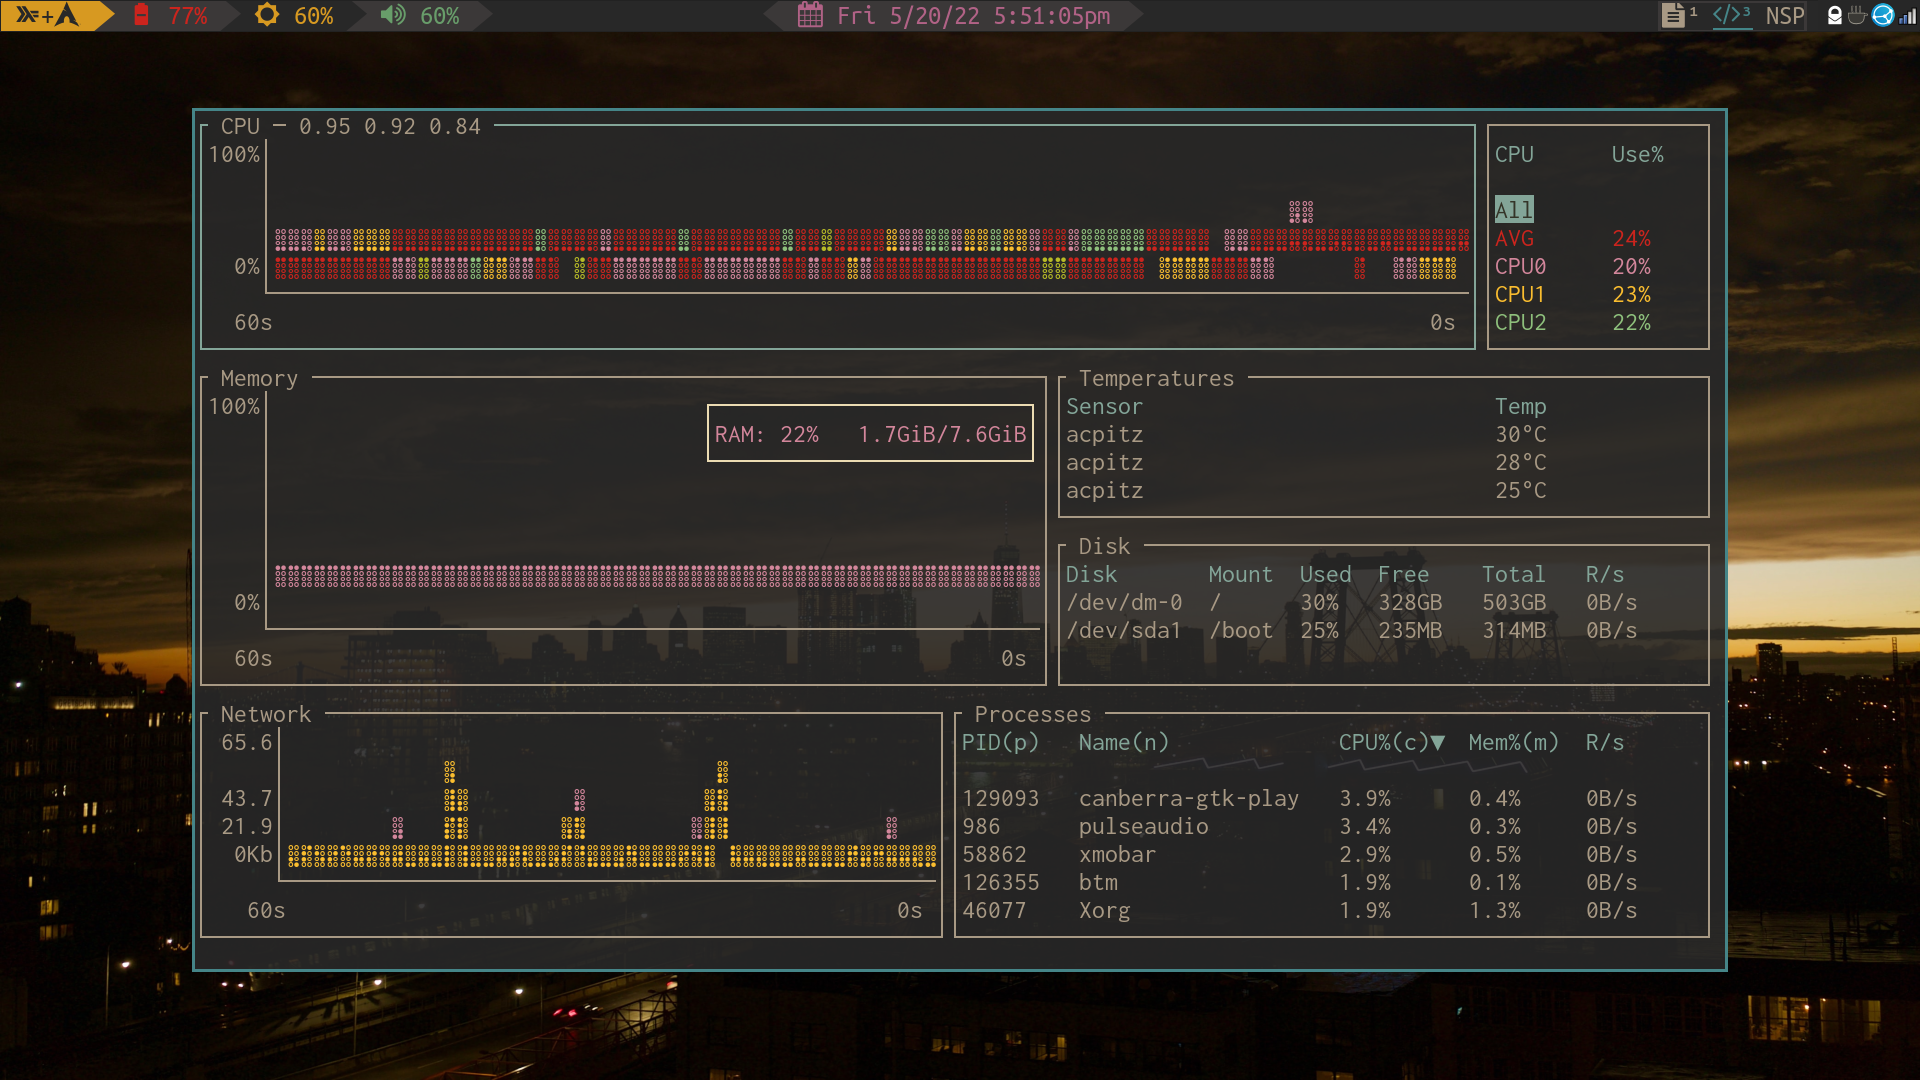 + 77% 60% 60% Fri 5/20/22 5:51:05pm 1 </>3 NSP
CPU — 0.95 0.92 0.84
100%
0%
60s 0s
CPU Use%
All
AVG 24%
CPU0 20%
CPU1 23%
CPU2 22%
Memory
100%
RAM: 22% 1.7GiB/7.6GiB
0%
60s 0s
Temperatures
Sensor Temp
acpitz 30°C
acpitz 28°C
acpitz 25°C
Disk
Disk Mount Used Free Total R/s
/dev/dm-0 / 30% 328GB 503GB 0B/s
/dev/sda1 /boot 25% 235MB 314MB 0B/s
Network
65.6
43.7
21.9
0Kb
60s 0s
Processes
PID(p) Name(n) CPU%(c)▼ Mem%(m) R/s
129093 canberra-gtk-play 3.9% 0.4% 0B/s
986 pulseaudio 3.4% 0.3% 0B/s
58862 xmobar 2.9% 0.5% 0B/s
126355 btm 1.9% 0.1% 0B/s
46077 Xorg 1.9% 1.3% 0B/s